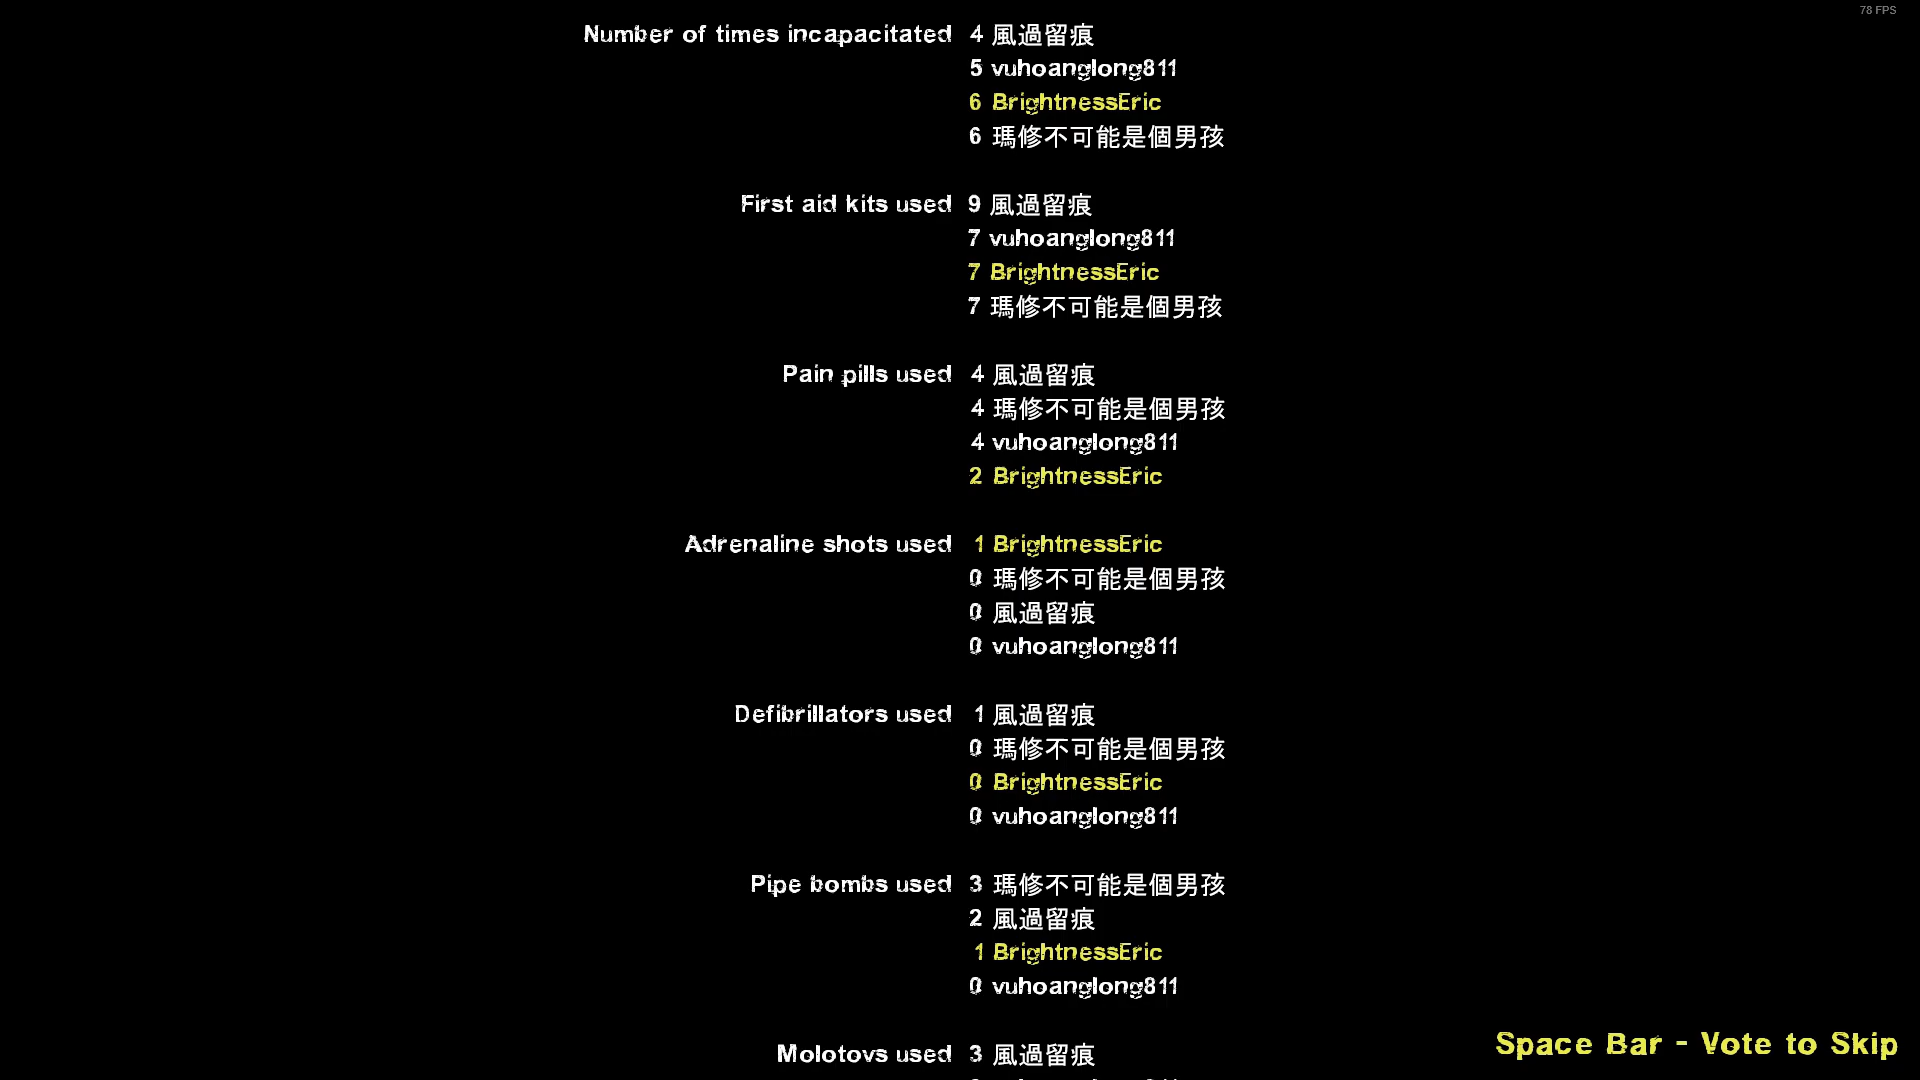 78 FPS
Number of times incapacitated 4 風過留痕
5 vuhoanglong811
6 BrightnessEric
6 瑪修不可能是個男孩
First aid kits used 9 風過留痕
7 vuhoanglong811
7 BrightnessEric
7 瑪修不可能是個男孩
Pain pills used 4 風過留痕
4 瑪修不可能是個男孩
4 vuhoanglong811
2 BrightnessEric
Adrenaline shots used 1 BrightnessEric
0 瑪修不可能是個男孩
0 風過留痕
0 vuhoanglong811
Defibrillators used 1 風過留痕
0 瑪修不可能是個男孩
0 BrightnessEric
0 vuhoanglong811
Pipe bombs used 3 瑪修不可能是個男孩
2 風過留痕
1 BrightnessEric
0 vuhoanglong811
Molotovs used 3 風過留痕
Space Bar - Vote to Skip